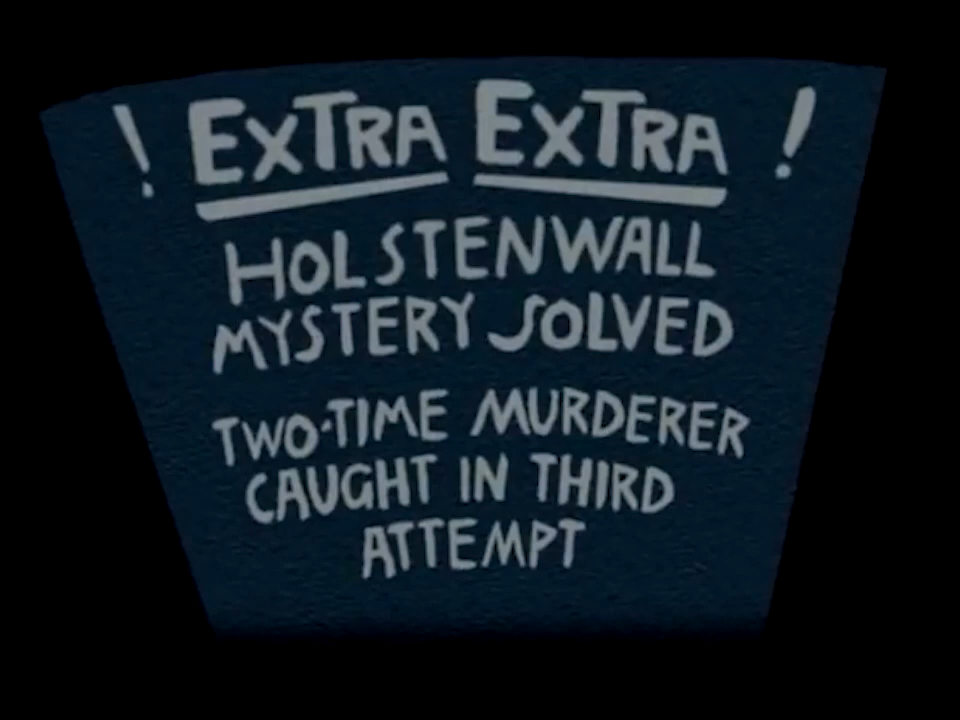 ! EXTRA EXTRA !
HOLSTENWALL
MYSTERY SOLVED
TWO-TIME MURDERER
CAUGHT IN THIRD
ATTEMPT